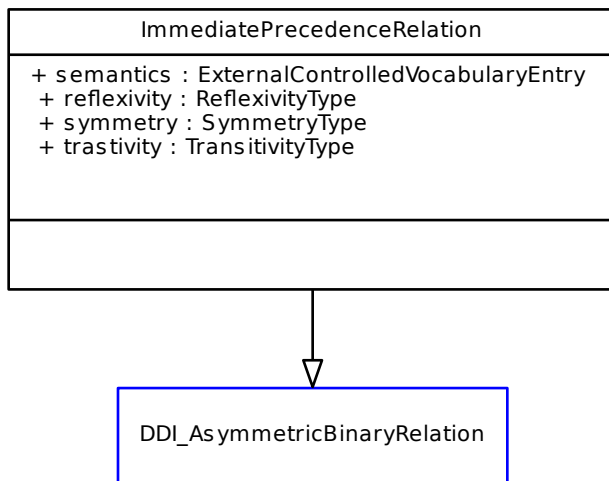 ImmediatePrecedenceRelation
+ semantics : ExternalControlledVocabularyEntry
+ reflexivity : ReflexivityType
+ symmetry : SymmetryType
+ trastivity : TransitivityType
DDI_AsymmetricBinaryRelation